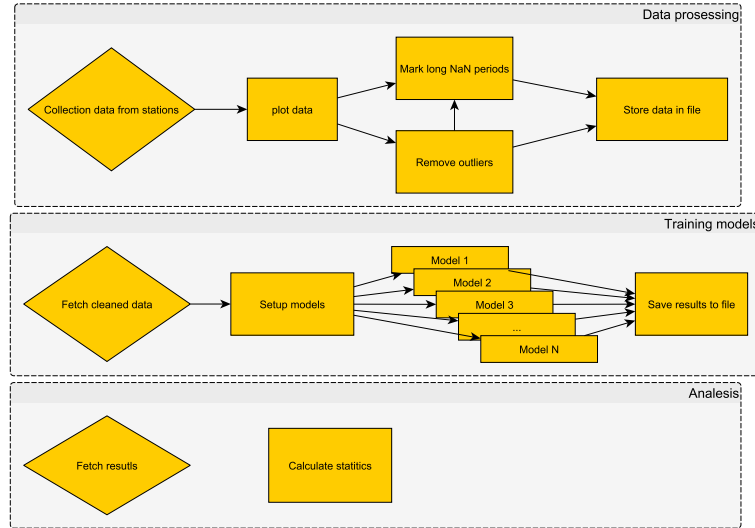 Data prosessing
Collection data from stations
plot data
Mark long NaN periods
Remove outliers
Store data in file
Training models
Fetch cleaned data
Setup models
Model 1
Model 2
Model 3
...
Model N
Save results to file
Analesis
Fetch resutls
Calculate statitics